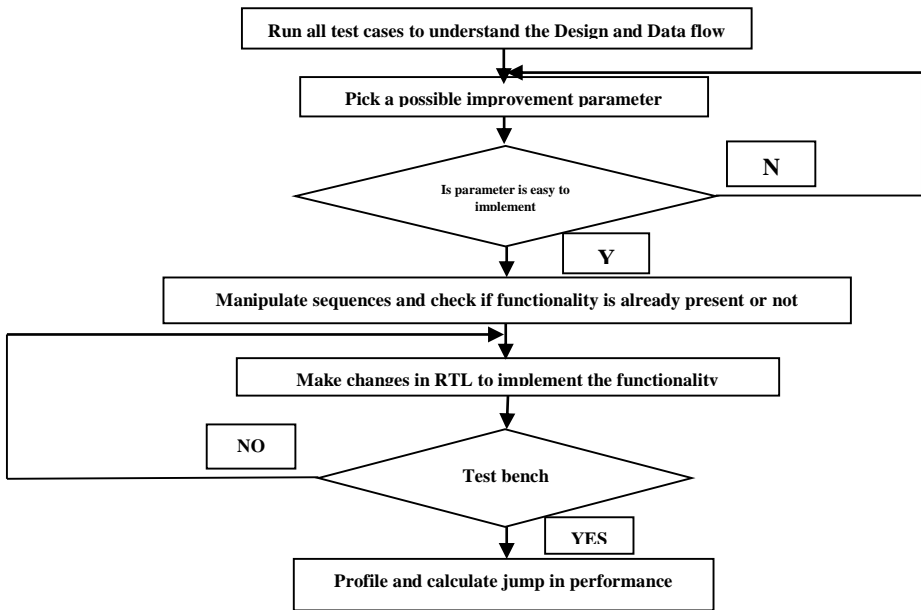 Run all test cases to understand the Design and Data flow
Pick a possible improvement parameter
N
Is parameter is easy to
implement
Y
Manipulate sequences and check if functionality is already present or not
Make changes in RTL to implement the functionality
NO
Test bench
YES
Profile and calculate jump in performance